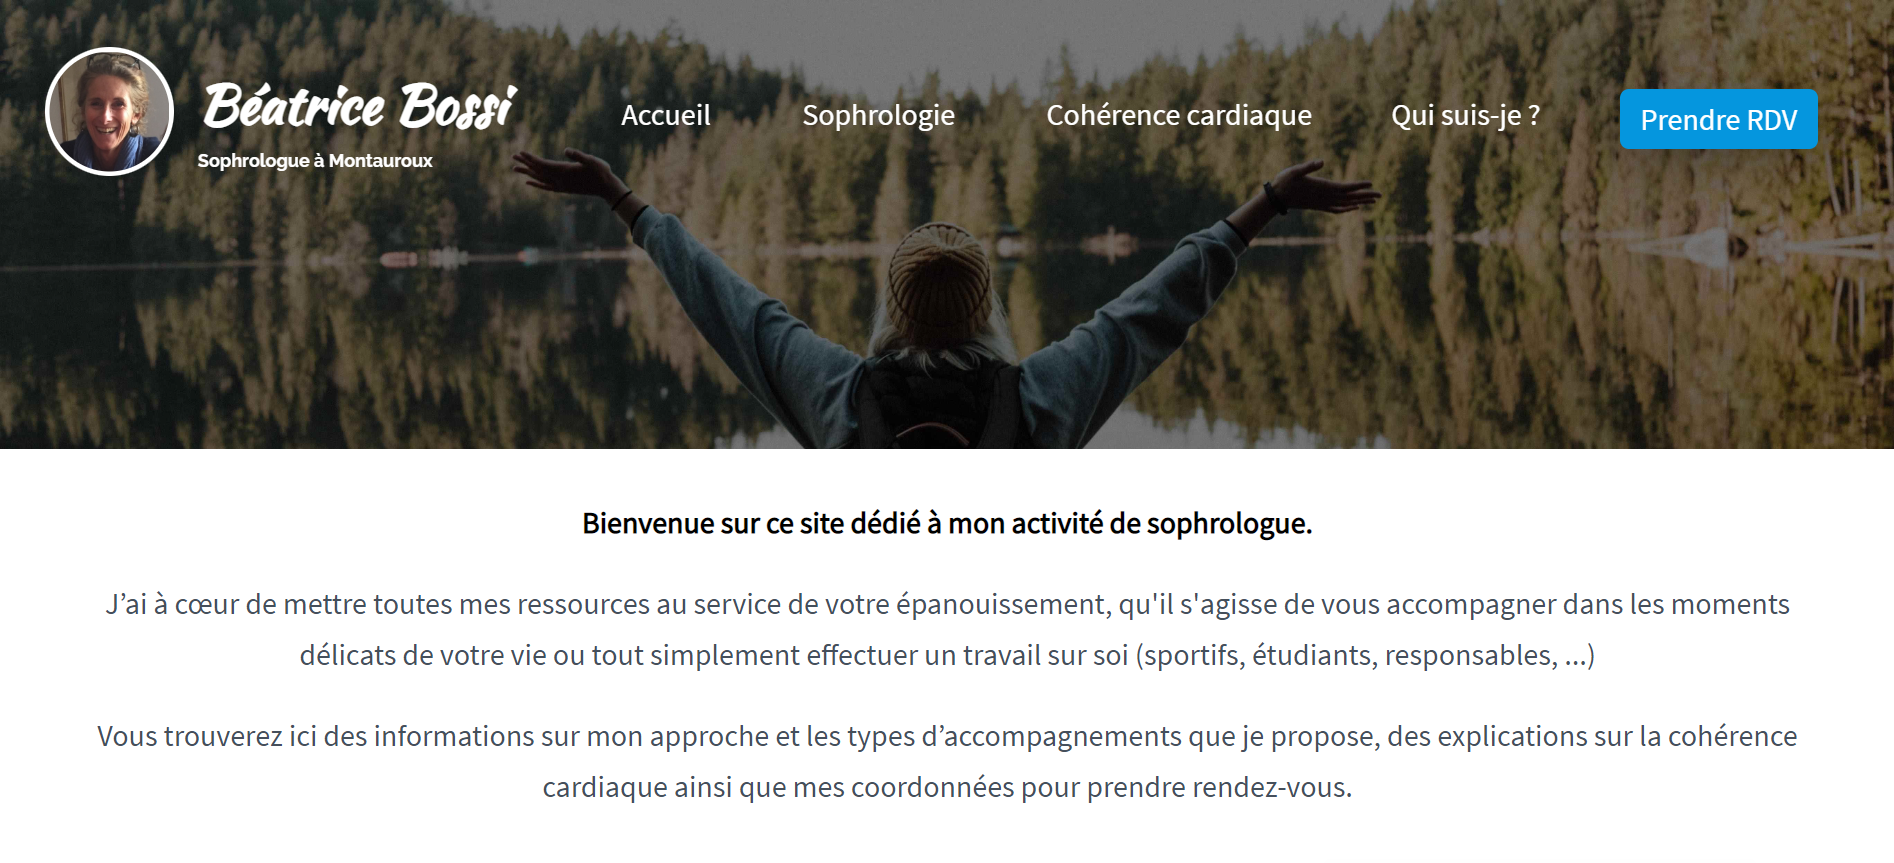 Béatrice Bossi
Sophrologue à Montauroux
Accueil
Sophrologie
Cohérence cardiaque
Qui suis-je ?
Prendre RDV
Bienvenue sur ce site dédié à mon activité de sophrologue.
J’ai à cœur de mettre toutes mes ressources au service de votre épanouissement, qu'il s'agisse de vous accompagner dans les moments
délicats de votre vie ou tout simplement effectuer un travail sur soi (sportifs, étudiants, responsables, ...)
Vous trouverez ici des informations sur mon approche et les types d’accompagnements que je propose, des explications sur la cohérence
cardiaque ainsi que mes coordonnées pour prendre rendez-vous.